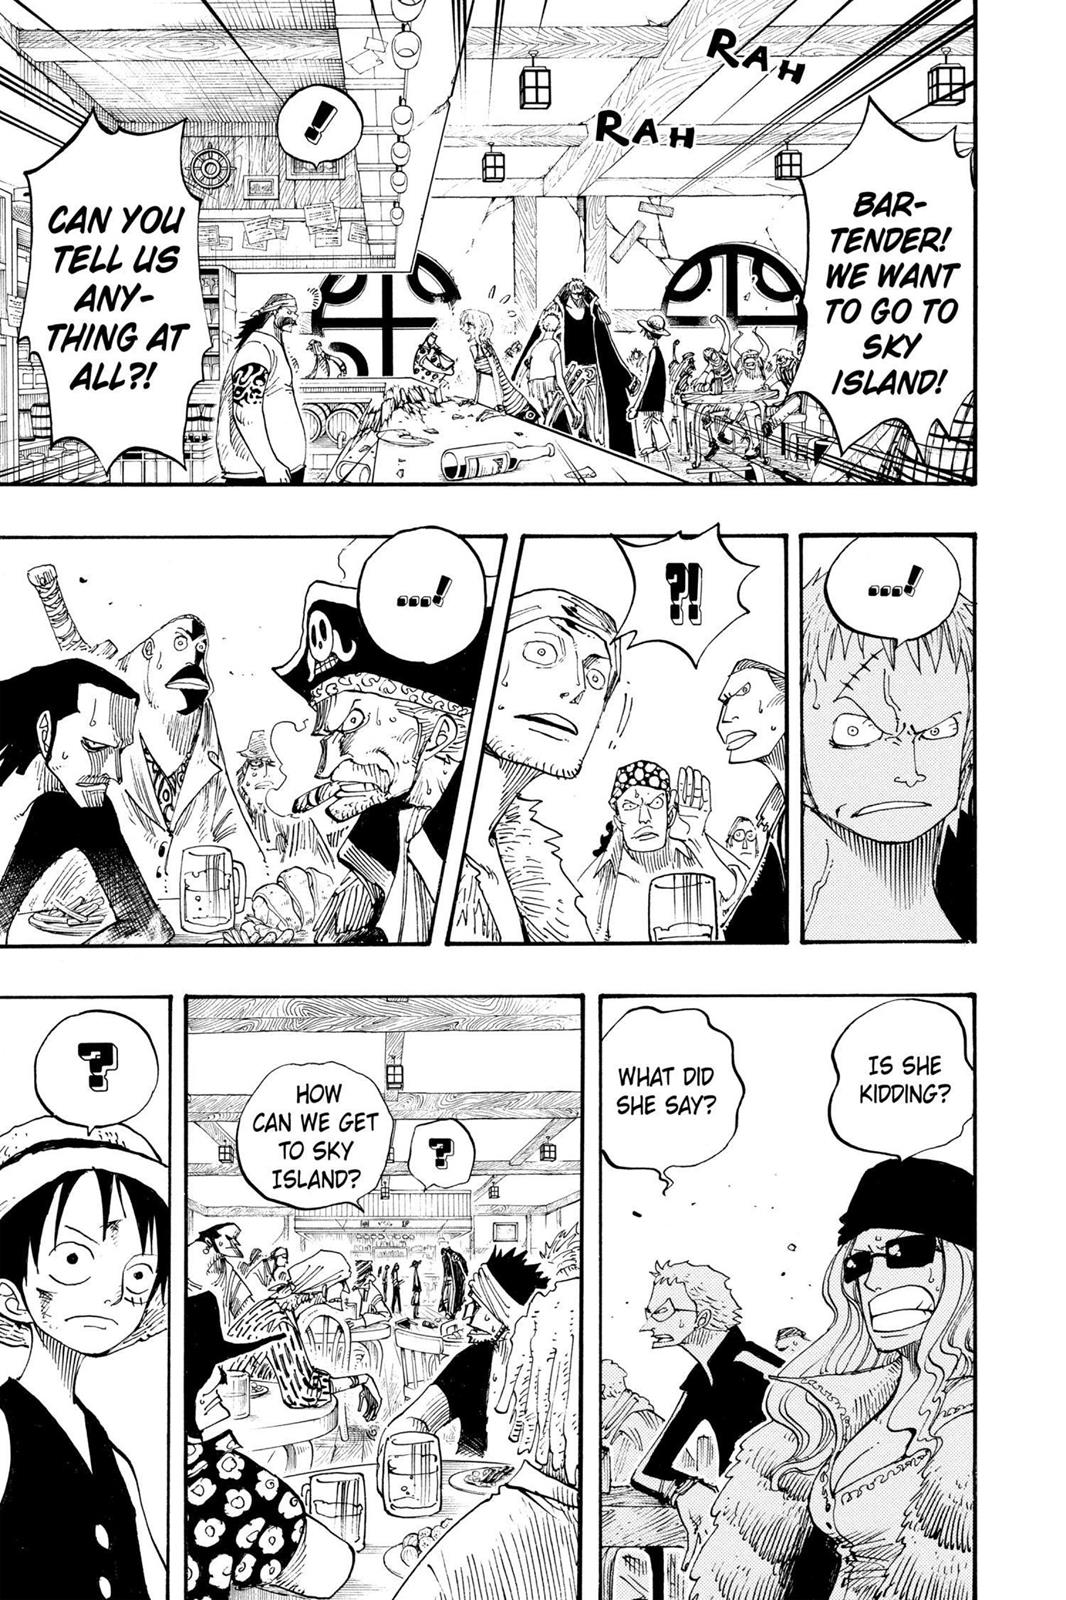 RAH
RAH
BAR-
TENDER!
WE WANT
TO GO TO
SKY
ISLAND!
!
CAN YOU
TELL US
ANY-
THING AT
ALL?!
...!
?!
...!
IS SHE
KIDDING?
WHAT DID
SHE SAY?
HOW
CAN WE GET
TO SKY
ISLAND?
?
?